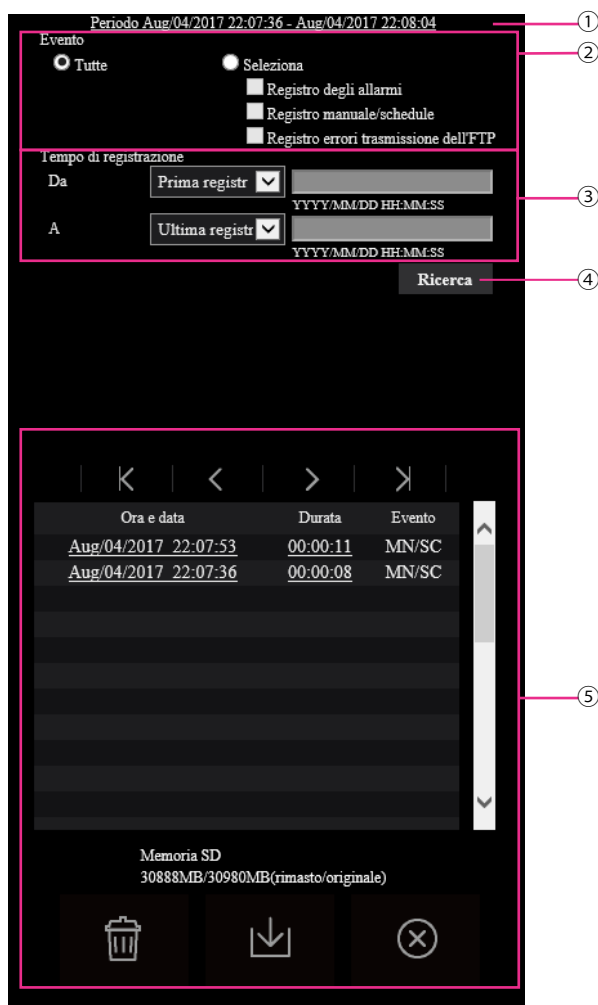 Periodo Aug/04/2017 22:07:36 - Aug/04/2017 22:08:04
①
Evento
②
Tutte
Seleziona
Registro degli allarmi
Registro manuale/schedule
Registro errori trasmissione dell'FTP
Tempo di registrazione
Da
Prima registr
③
YYYY/MM/DD HH:MM:SS
A
Ultima registr
YYYY/MM/DD HH:MM:SS
Ricerca
④
Ora e data Durata Evento
Aug/04/2017 22:07:53 00:00:11 MN/SC
Aug/04/2017 22:07:36 00:00:08 MN/SC
⑤
Memoria SD
30888MB/30980MB(rimasto/originale)